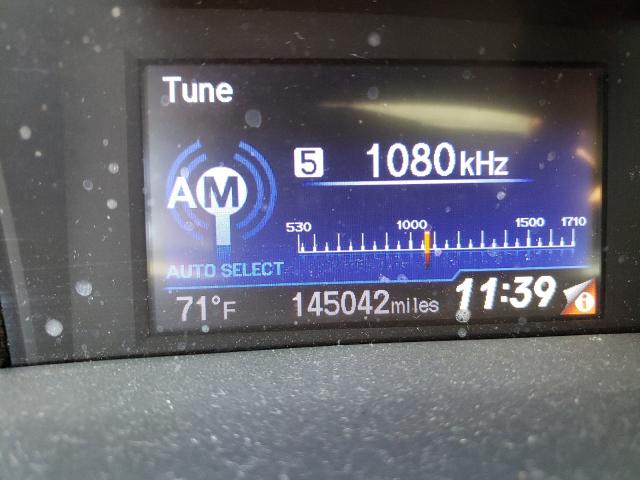 Tune
5 1080kHz
AM
530 1000 1500 1710
AUTO SELECT
71°F 145042miles 11:39 i